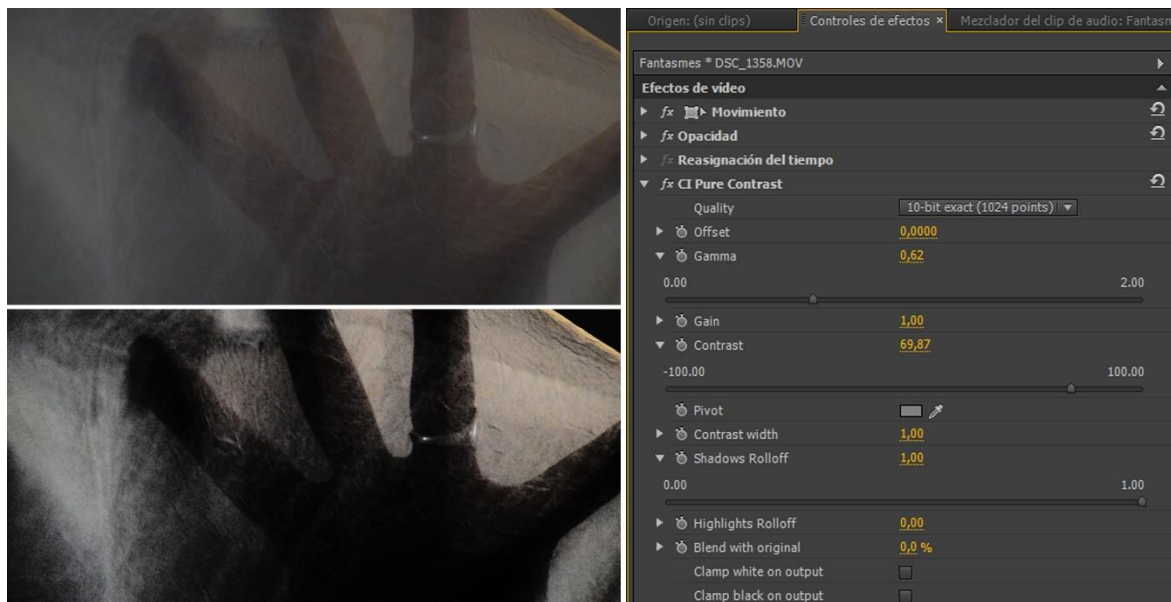 Origen: (sin clips) Controles de efectos × Mezclador del clip de audio: Fantasm
Fantasmes * DSC_1358.MOV
Efectos de vídeo
fx Movimiento
fx Opacidad
fx Reasignación del tiempo
fx CI Pure Contrast
Quality 10-bit exact (1024 points)
Offset 0,0000
Gamma 0,62
0.00 2.00
Gain 1,00
Contrast 69,87
-100.00 100.00
Pivot
Contrast width 1,00
Shadows Rolloff 1,00
0.00 1.00
Highlights Rolloff 0,00
Blend with original 0,0 %
Clamp white on output
Clamp black on output